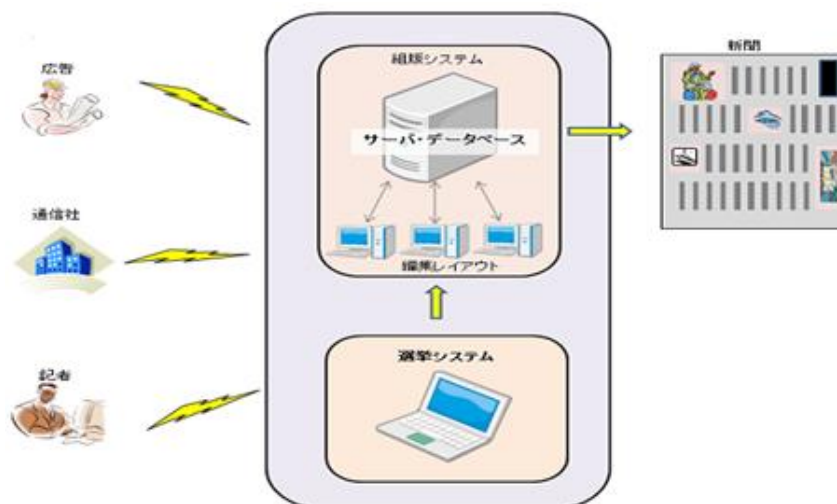 広告
通信社
記者
組版システム
サーバ・データベース
編集レイアウト
選挙システム
新聞